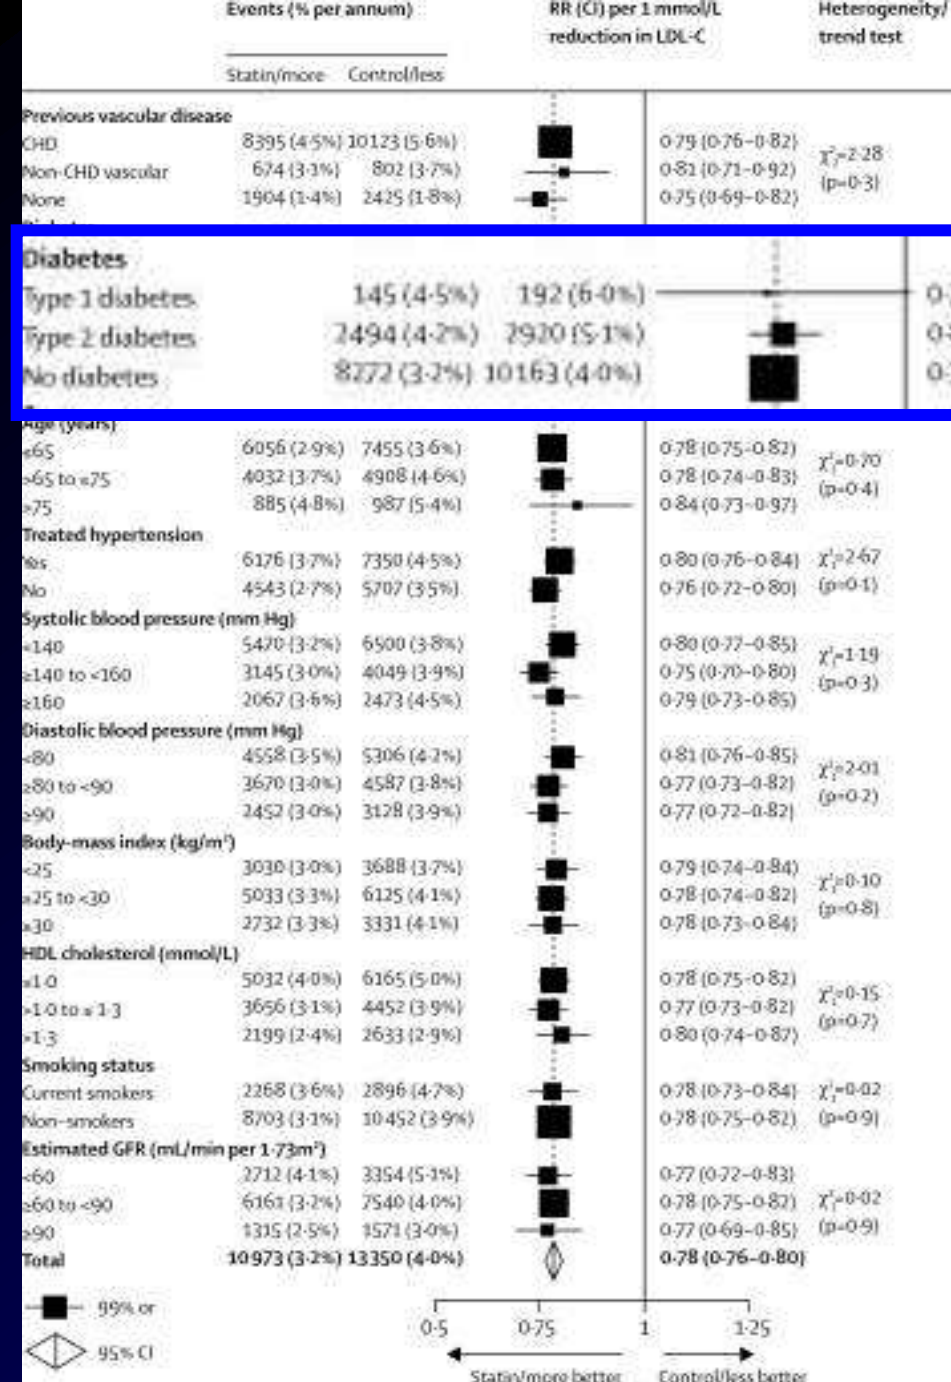 Events (% per annum) RR (CI) per 1 mmol/L Heterogeneity/
reduction in LDL-C trend test
Statin/more Control/less
Previous vascular disease
CHD 8395 (4·5%) 10123 (5·6%) 0·79 (0·76–0·82) χ²=2·28
Non-CHD vascular 674 (3·1%) 802 (3·7%) 0·81 (0·71–0·92) (p=0·3)
None 1904 (1·4%) 2425 (1·8%) 0·75 (0·69–0·82)
Diabetes
Type 1 diabetes 145 (4·5%) 192 (6·0%)
Type 2 diabetes 2494 (4·2%) 2920 (5·1%)
No diabetes 8272 (3·2%) 10163 (4·0%)
Age (years)
≤65 6056 (2·9%) 7455 (3·6%) 0·78 (0·75–0·82) χ²=0·70
>65 to ≤75 4032 (3·7%) 4908 (4·6%) 0·78 (0·74–0·83) (p=0·4)
>75 885 (4·8%) 987 (5·4%) 0·84 (0·73–0·97)
Treated hypertension
Yes 6176 (3·7%) 7350 (4·5%) 0·80 (0·76–0·84) χ²=2·67
No 4543 (2·7%) 5707 (3·5%) 0·76 (0·72–0·80) (p=0·1)
Systolic blood pressure (mm Hg)
<140 5470 (3·2%) 6500 (3·8%) 0·80 (0·77–0·85) χ²=1·19
≥140 to <160 3145 (3·0%) 4049 (3·9%) 0·75 (0·70–0·80) (p=0·3)
≥160 2067 (3·6%) 2473 (4·5%) 0·79 (0·73–0·85)
Diastolic blood pressure (mm Hg)
<80 4558 (3·5%) 5306 (4·2%) 0·81 (0·76–0·85) χ²=2·01
≥80 to <90 3670 (3·0%) 4587 (3·8%) 0·77 (0·73–0·82) (p=0·2)
≥90 2452 (3·0%) 3128 (3·9%) 0·77 (0·72–0·82)
Body-mass index (kg/m²)
<25 3030 (3·0%) 3688 (3·7%) 0·79 (0·74–0·84) χ²=0·10
≥25 to <30 5033 (3·3%) 6125 (4·1%) 0·78 (0·74–0·82) (p=0·8)
≥30 2732 (3·3%) 3331 (4·1%) 0·78 (0·73–0·84)
HDL cholesterol (mmol/L)
≤1·0 5032 (4·0%) 6165 (5·0%) 0·78 (0·75–0·82) χ²=0·15
>1·0 to ≤1·3 3656 (3·1%) 4452 (3·9%) 0·77 (0·73–0·82) (p=0·7)
>1·3 2199 (2·4%) 2633 (2·9%) 0·80 (0·74–0·87)
Smoking status
Current smokers 2268 (3·6%) 2896 (4·7%) 0·78 (0·73–0·84) χ²=0·02
Non-smokers 8703 (3·1%) 10452 (3·9%) 0·78 (0·75–0·82) (p=0·9)
Estimated GFR (mL/min per 1·73m²)
<60 2712 (4·1%) 3354 (5·1%) 0·77 (0·72–0·83)
≥60 to <90 6161 (3·2%) 7540 (4·0%) 0·78 (0·75–0·82) χ²=0·02
≥90 1315 (2·5%) 1571 (3·0%) 0·77 (0·69–0·85) (p=0·9)
Total 10973 (3·2%) 13350 (4·0%) 0·78 (0·76–0·80)
99% or
95% CI
0·5 0·75 1 1·25
Statin/more better Control/less better